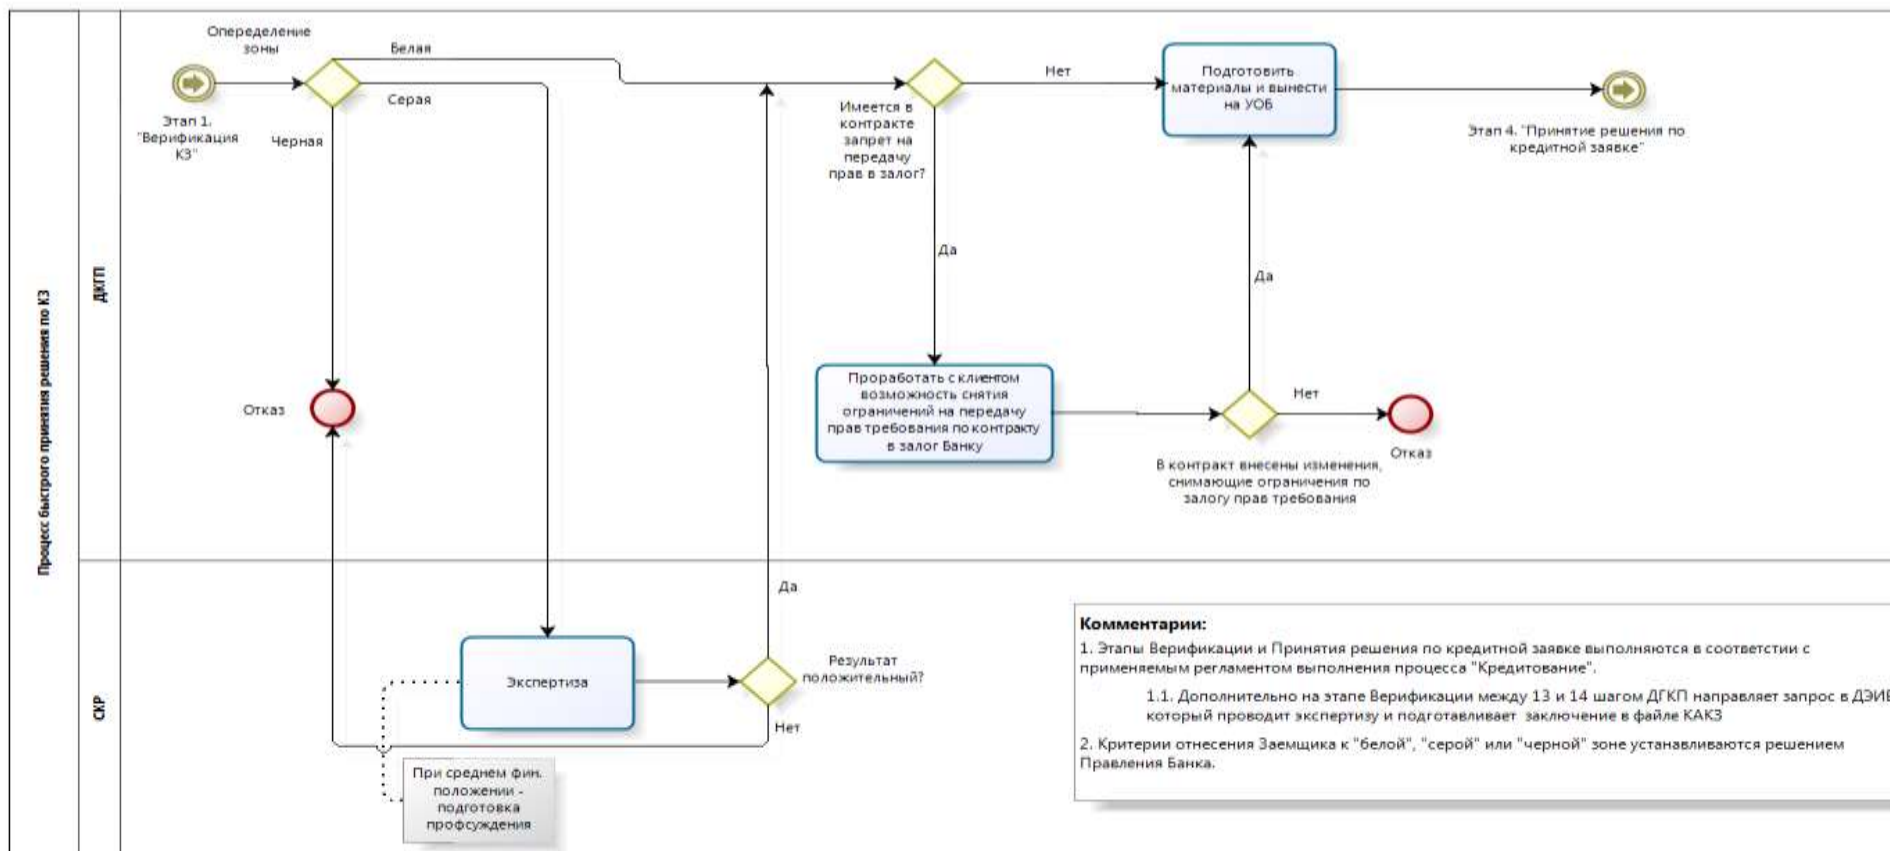 Процесс быстрого принятия решения по КЗ
ДКГП
Опеределение
зоны
Белая
Серая
Черная
Этап 1.
"Верификация
КЗ"
Отказ
Имеется в
контракте
запрет на
передачу
прав в залог?
Нет
Да
Подготовить
материалы и вынести
на УОБ
Этап 4. "Принятие решения по
кредитной заявке"
Да
Проработать с клиентом
возможность снятия
ограничений на передачу
прав требования по контракту
в залог Банку
Нет
Отказ
В контракт внесены изменения,
снимающие ограничения по
залогу прав требования
СКР
Экспертиза
Да
Результат
положительный?
Нет
При среднем фин.
положении -
подготовка
профсуждения
Комментарии:
1. Этапы Верификации и Принятия решения по кредитной заявке выполняются в соответстии с
применяемым регламентом выполнения процесса "Кредитование".
1.1. Дополнительно на этапе Верификации между 13 и 14 шагом ДГКП направляет запрос в
который проводит экспертизу и подготавливает заключение в файле КАКЗ
2. Критерии отнесения Заемщика к "белой", "серой" или "черной" зоне устанавливаются решением
Правления Банка.